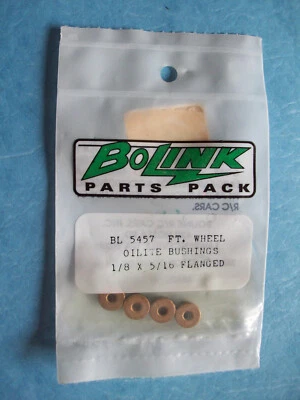 BOLINK
PARTS PACK
R/C CARS.
BL 5457 FT. WHEEL
OILITE BUSHINGS
1/8 X 5/16 FLANGED